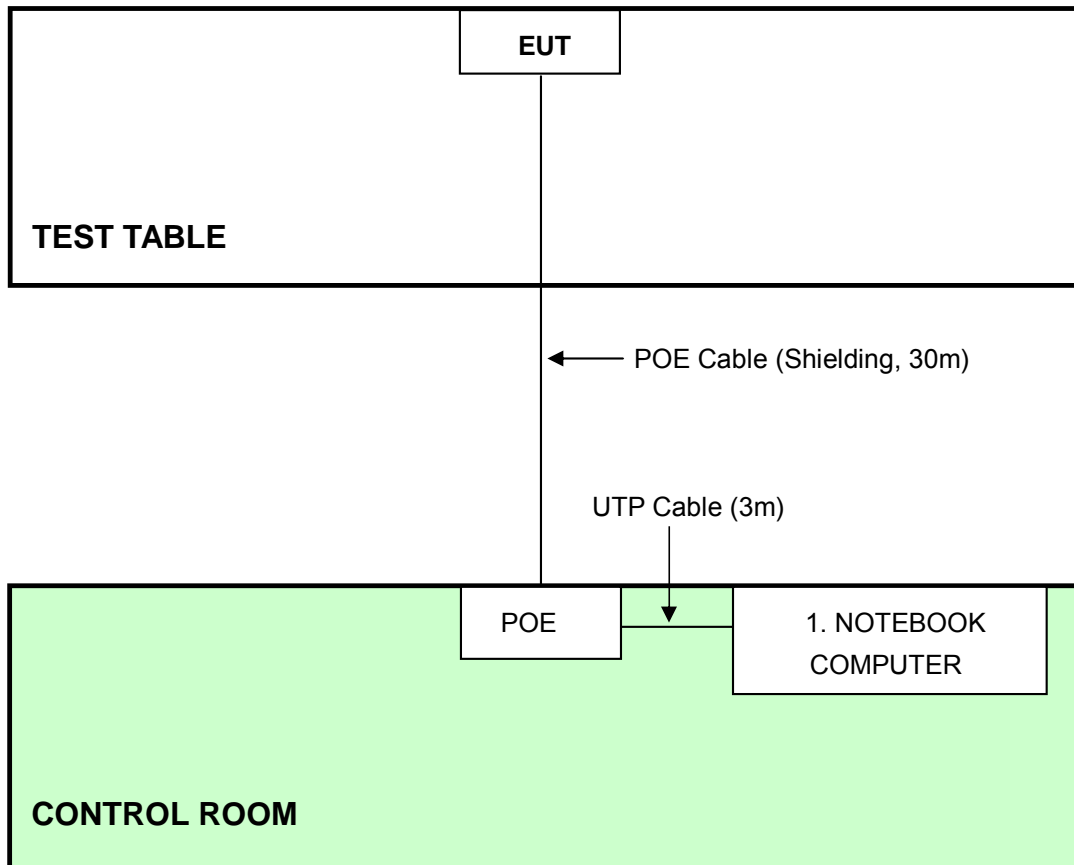 EUT
TEST TABLE
POE Cable (Shielding, 30m)
UTP Cable (3m)
POE
1. NOTEBOOK
COMPUTER
CONTROL ROOM